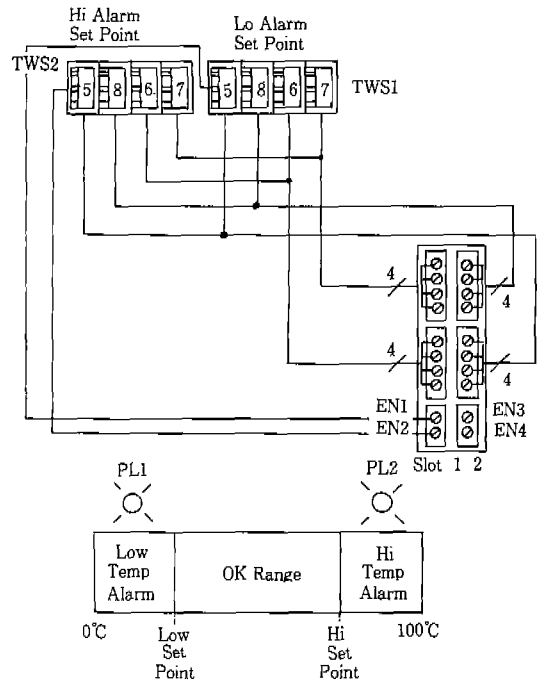 Hi Alarm
Set Point
Lo Alarm
Set Point
TWS2
5 8 6 7
5 8 6 7
TWS1
4
4
4
4
EN1
EN2
EN3
EN4
Slot 1 2
PL1
PL2
Low
Temp
Alarm
OK Range
Hi
Temp
Alarm
0℃
Low
Set
Point
Hi
Set
Point
100℃